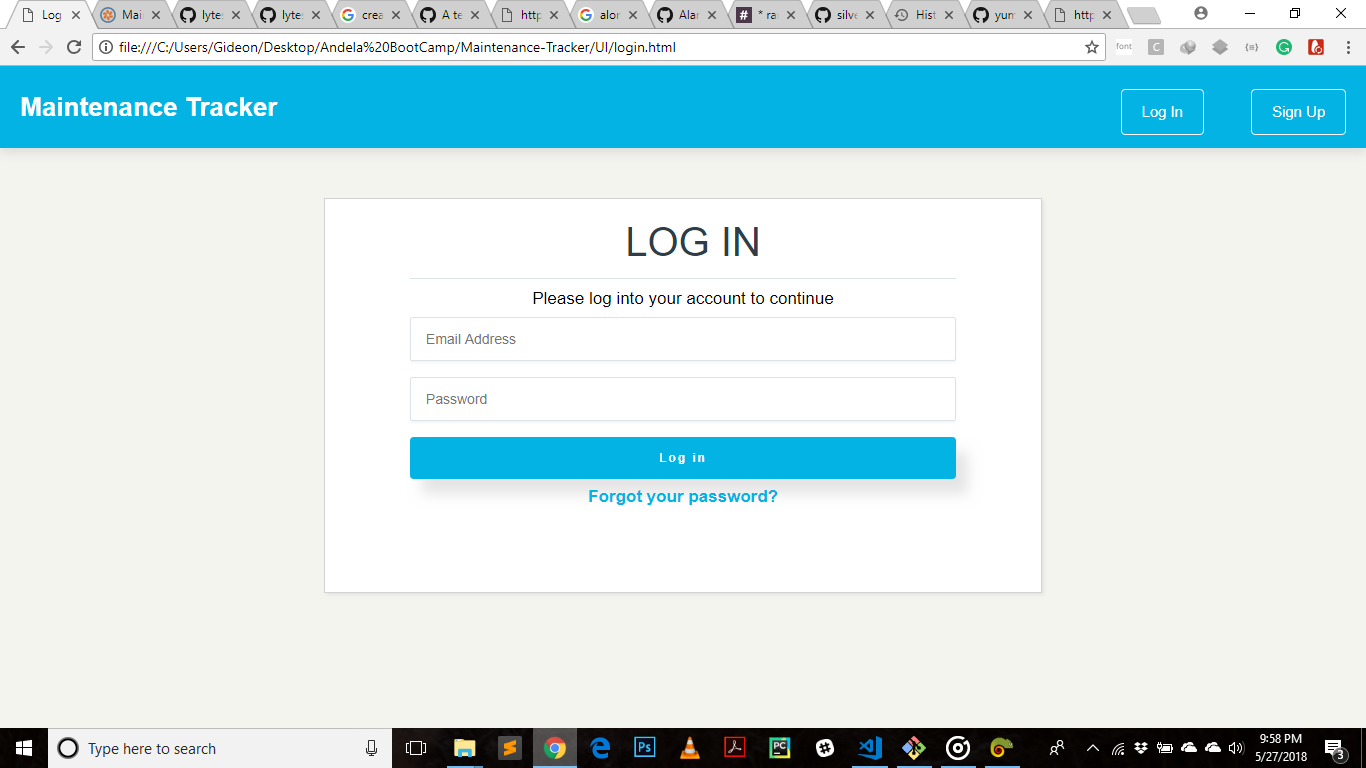 Log
Mai
lyte
lyte
crea
A te
http
alor
Alar
* ra
silve
Hist
yum
http
file:///C:/Users/Gideon/Desktop/Andela%20BootCamp/Maintenance-Tracker/UI/login.html
font
Maintenance Tracker
Log In
Sign Up
LOG IN
Please log into your account to continue
Email Address
Password
Log in
Forgot your password?
Type here to search
9:58 PM
5/27/2018
3